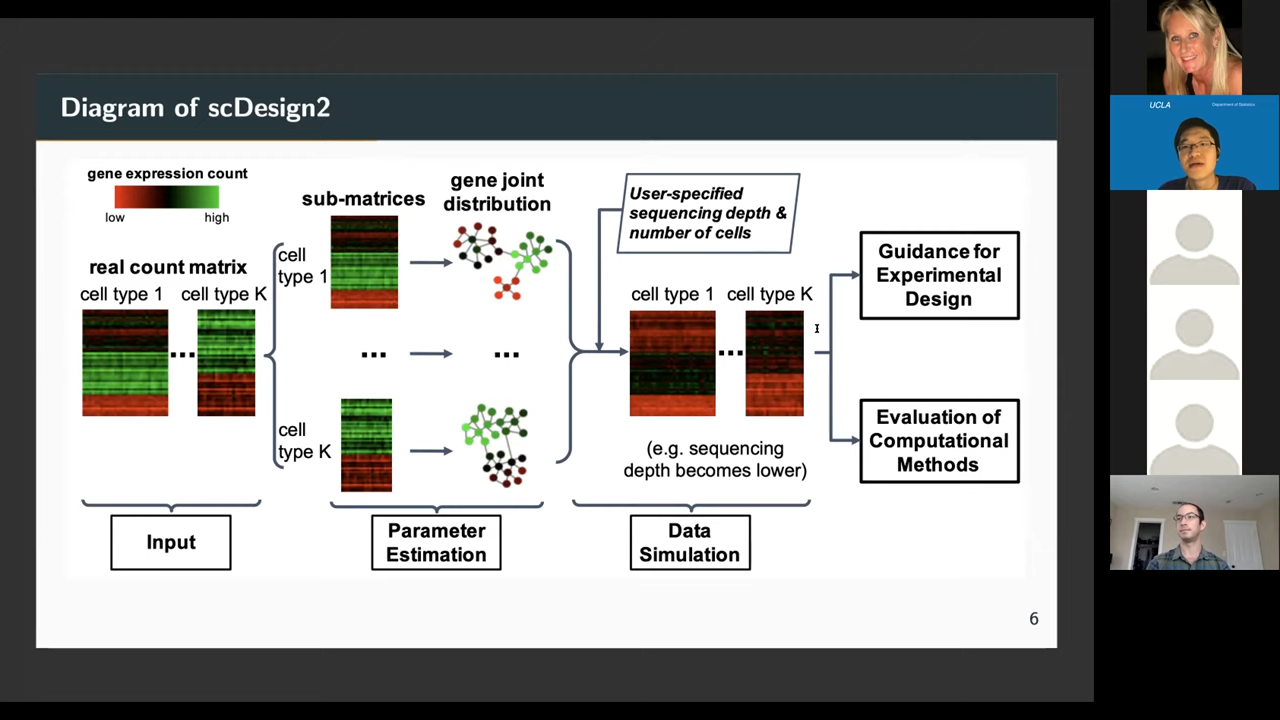 Diagram of scDesign2
gene expression count
low
high
real count matrix
cell type 1
cell type K
...
sub-matrices
cell
type 1
...
cell
type K
gene joint
distribution
...
User-specified
sequencing depth &
number of cells
cell type 1
cell type K
...
(e.g. sequencing
depth becomes lower)
Guidance for
Experimental
Design
Evaluation of
Computational
Methods
Input
Parameter
Estimation
Data
Simulation
6
UCLA
Department of Statistics